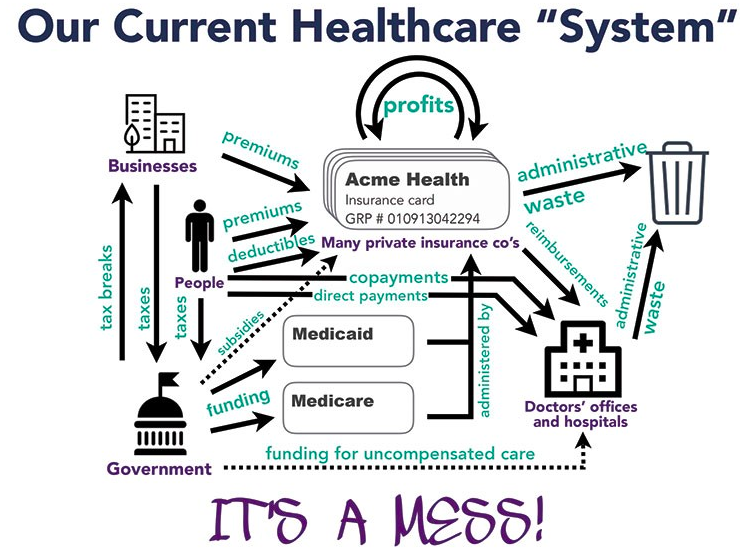 Our Current Healthcare “System”
profits
Businesses
premiums
Acme Health
Insurance card
GRP # 010913042294
Many private insurance co’s
administrative
waste
premiums
deductibles
People
copayments
direct payments
reimbursements
administrative
waste
tax breaks
taxes
taxes
subsidies
Medicaid
Medicare
administered by
funding
Doctors’ offices
and hospitals
Government
funding for uncompensated care
IT'S A MESS!